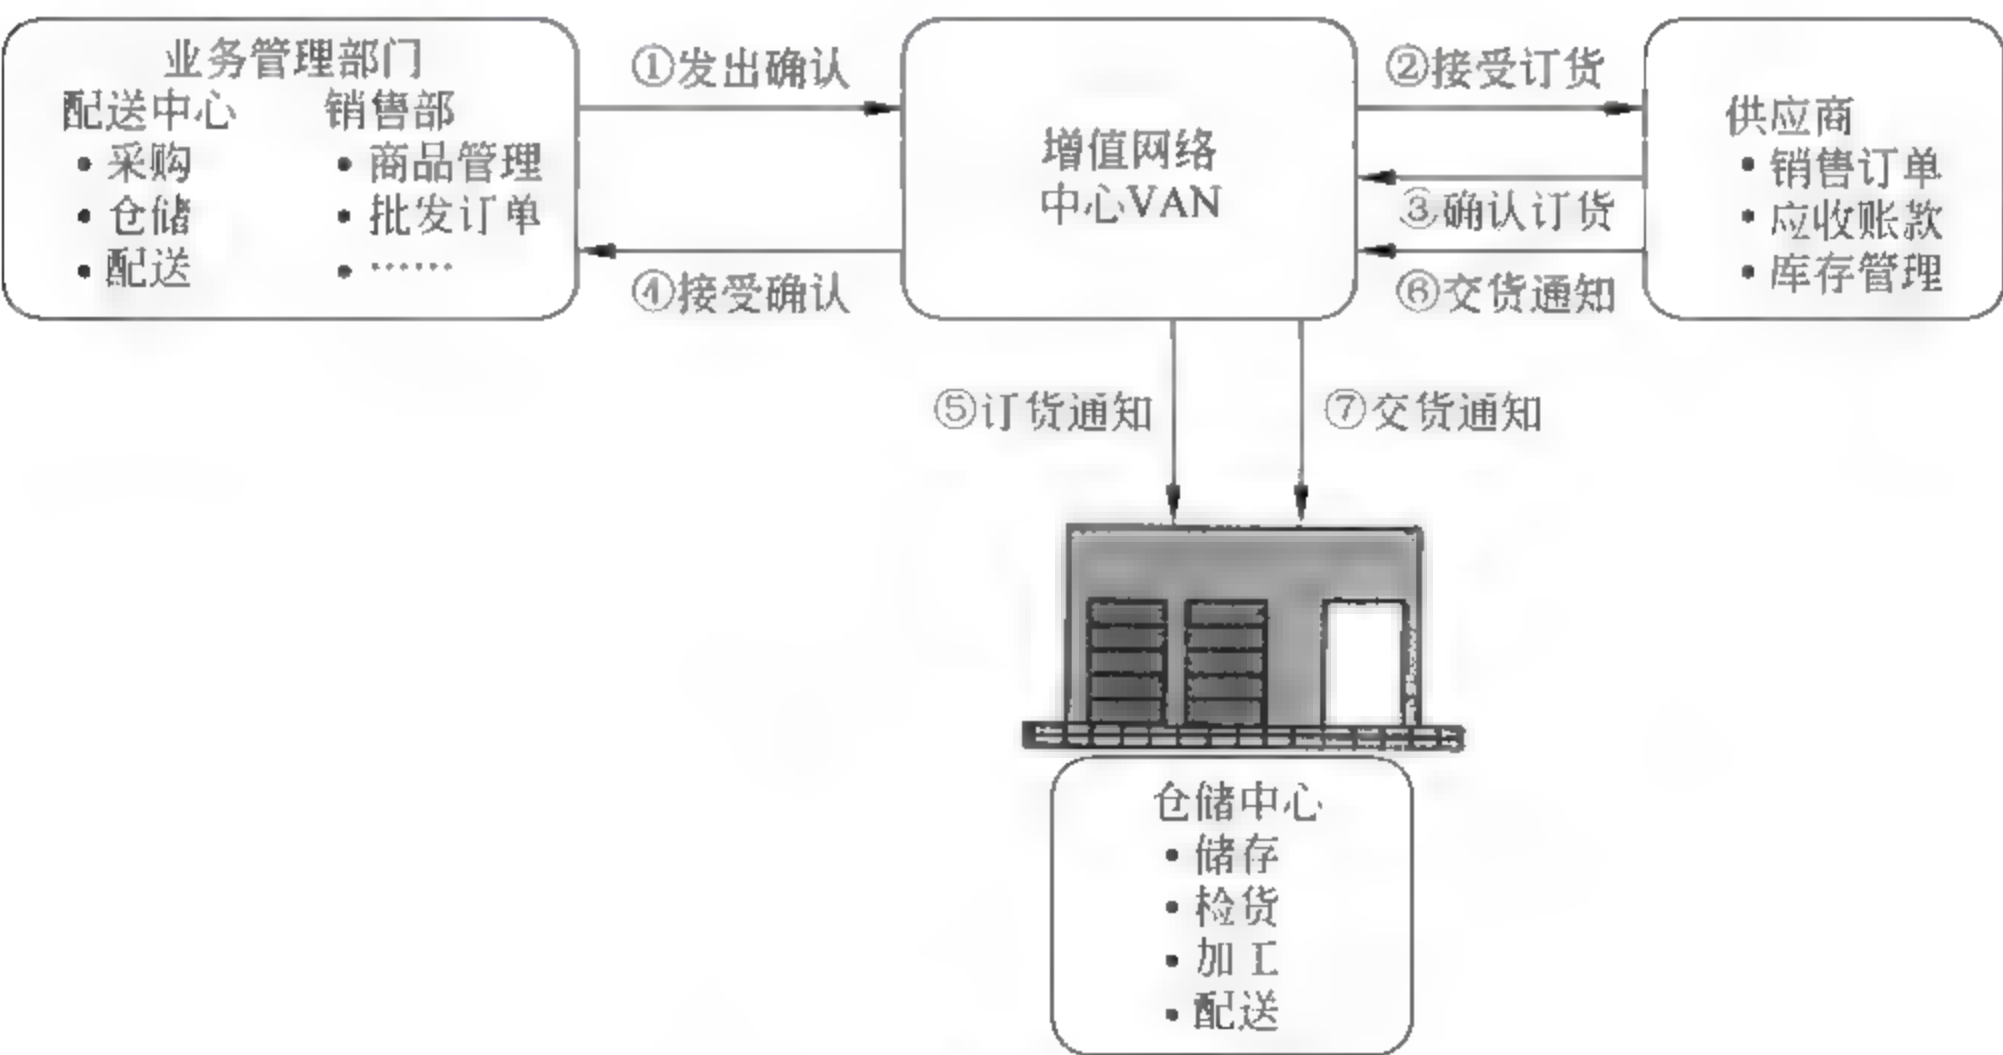 业务管理部门
配送中心 销售部
• 采购 • 商品管理
• 仓储 • 批发订单
• 配送 • ……
①发出确认
④接受确认
增值网络
中心VAN
②接受订货
③确认订货
⑥交货通知
供应商
• 销售订单
• 应收账款
• 库存管理
⑤订货通知 ⑦交货通知
仓储中心
• 储存
• 检货
• 加工
• 配送